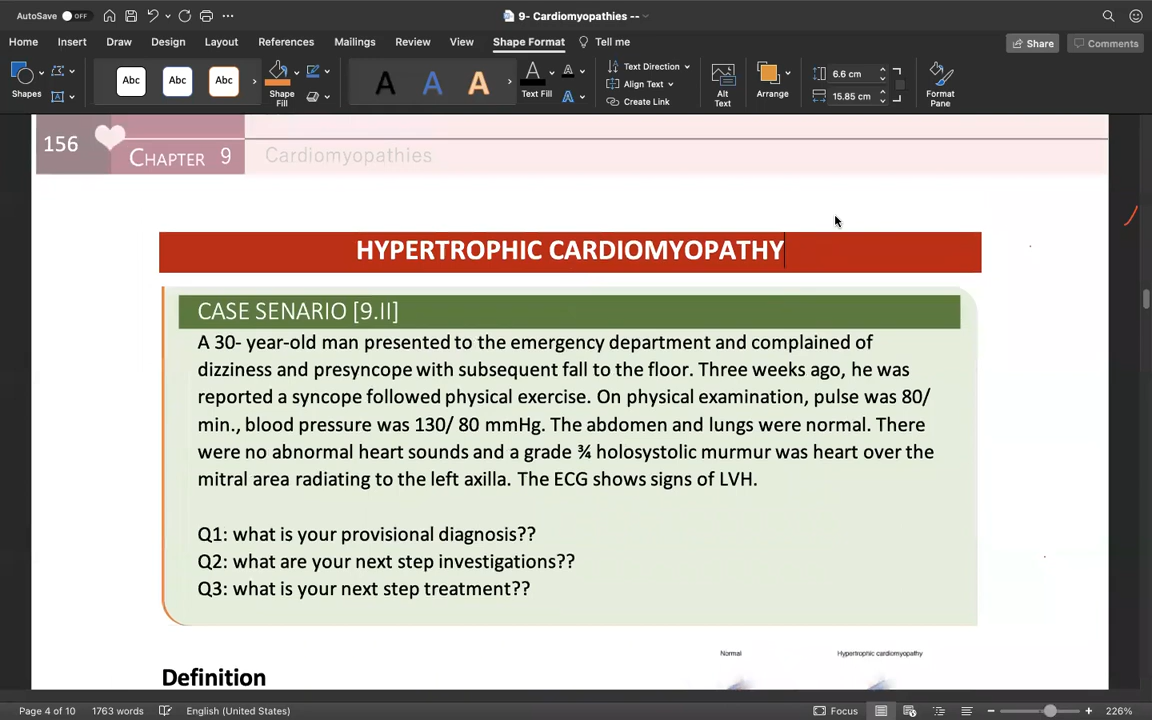 AutoSave OFF 9- Cardiomyopathies --
Home Insert Draw Design Layout References Mailings Review View Shape Format Tell me Share Comments
Shapes Abc Abc Abc Shape Fill A A A Text Fill Text Direction Align Text Create Link Alt Text Arrange 6.6 cm 15.85 cm Format Pane
156
CHAPTER 9 Cardiomyopathies
HYPERTROPHIC CARDIOMYOPATHY
CASE SENARIO [9.II]
A 30- year-old man presented to the emergency department and complained of
dizziness and presyncope with subsequent fall to the floor. Three weeks ago, he was
reported a syncope followed physical exercise. On physical examination, pulse was 80/
min., blood pressure was 130/ 80 mmHg. The abdomen and lungs were normal. There
were no abnormal heart sounds and a grade ¾ holosystolic murmur was heart over the
mitral area radiating to the left axilla. The ECG shows signs of LVH.
Q1: what is your provisional diagnosis??
Q2: what are your next step investigations??
Q3: what is your next step treatment??
Normal Hypertrophic cardiomyopathy
Definition
Page 4 of 10 1763 words English (United States) Focus 226%